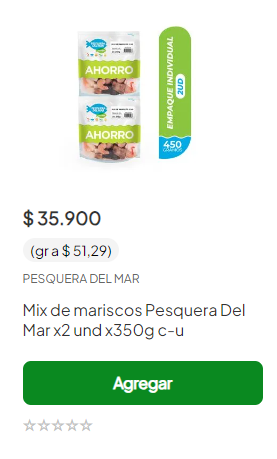 AHORRO
AHORRO
EMPAQUE INDIVIDUAL
2UD
450
GRAMOS
$ 35.900
(gr a $ 51,29)
PESQUERA DEL MAR
Mix de mariscos Pesquera Del
Mar x2 und x350g c-u
Agregar